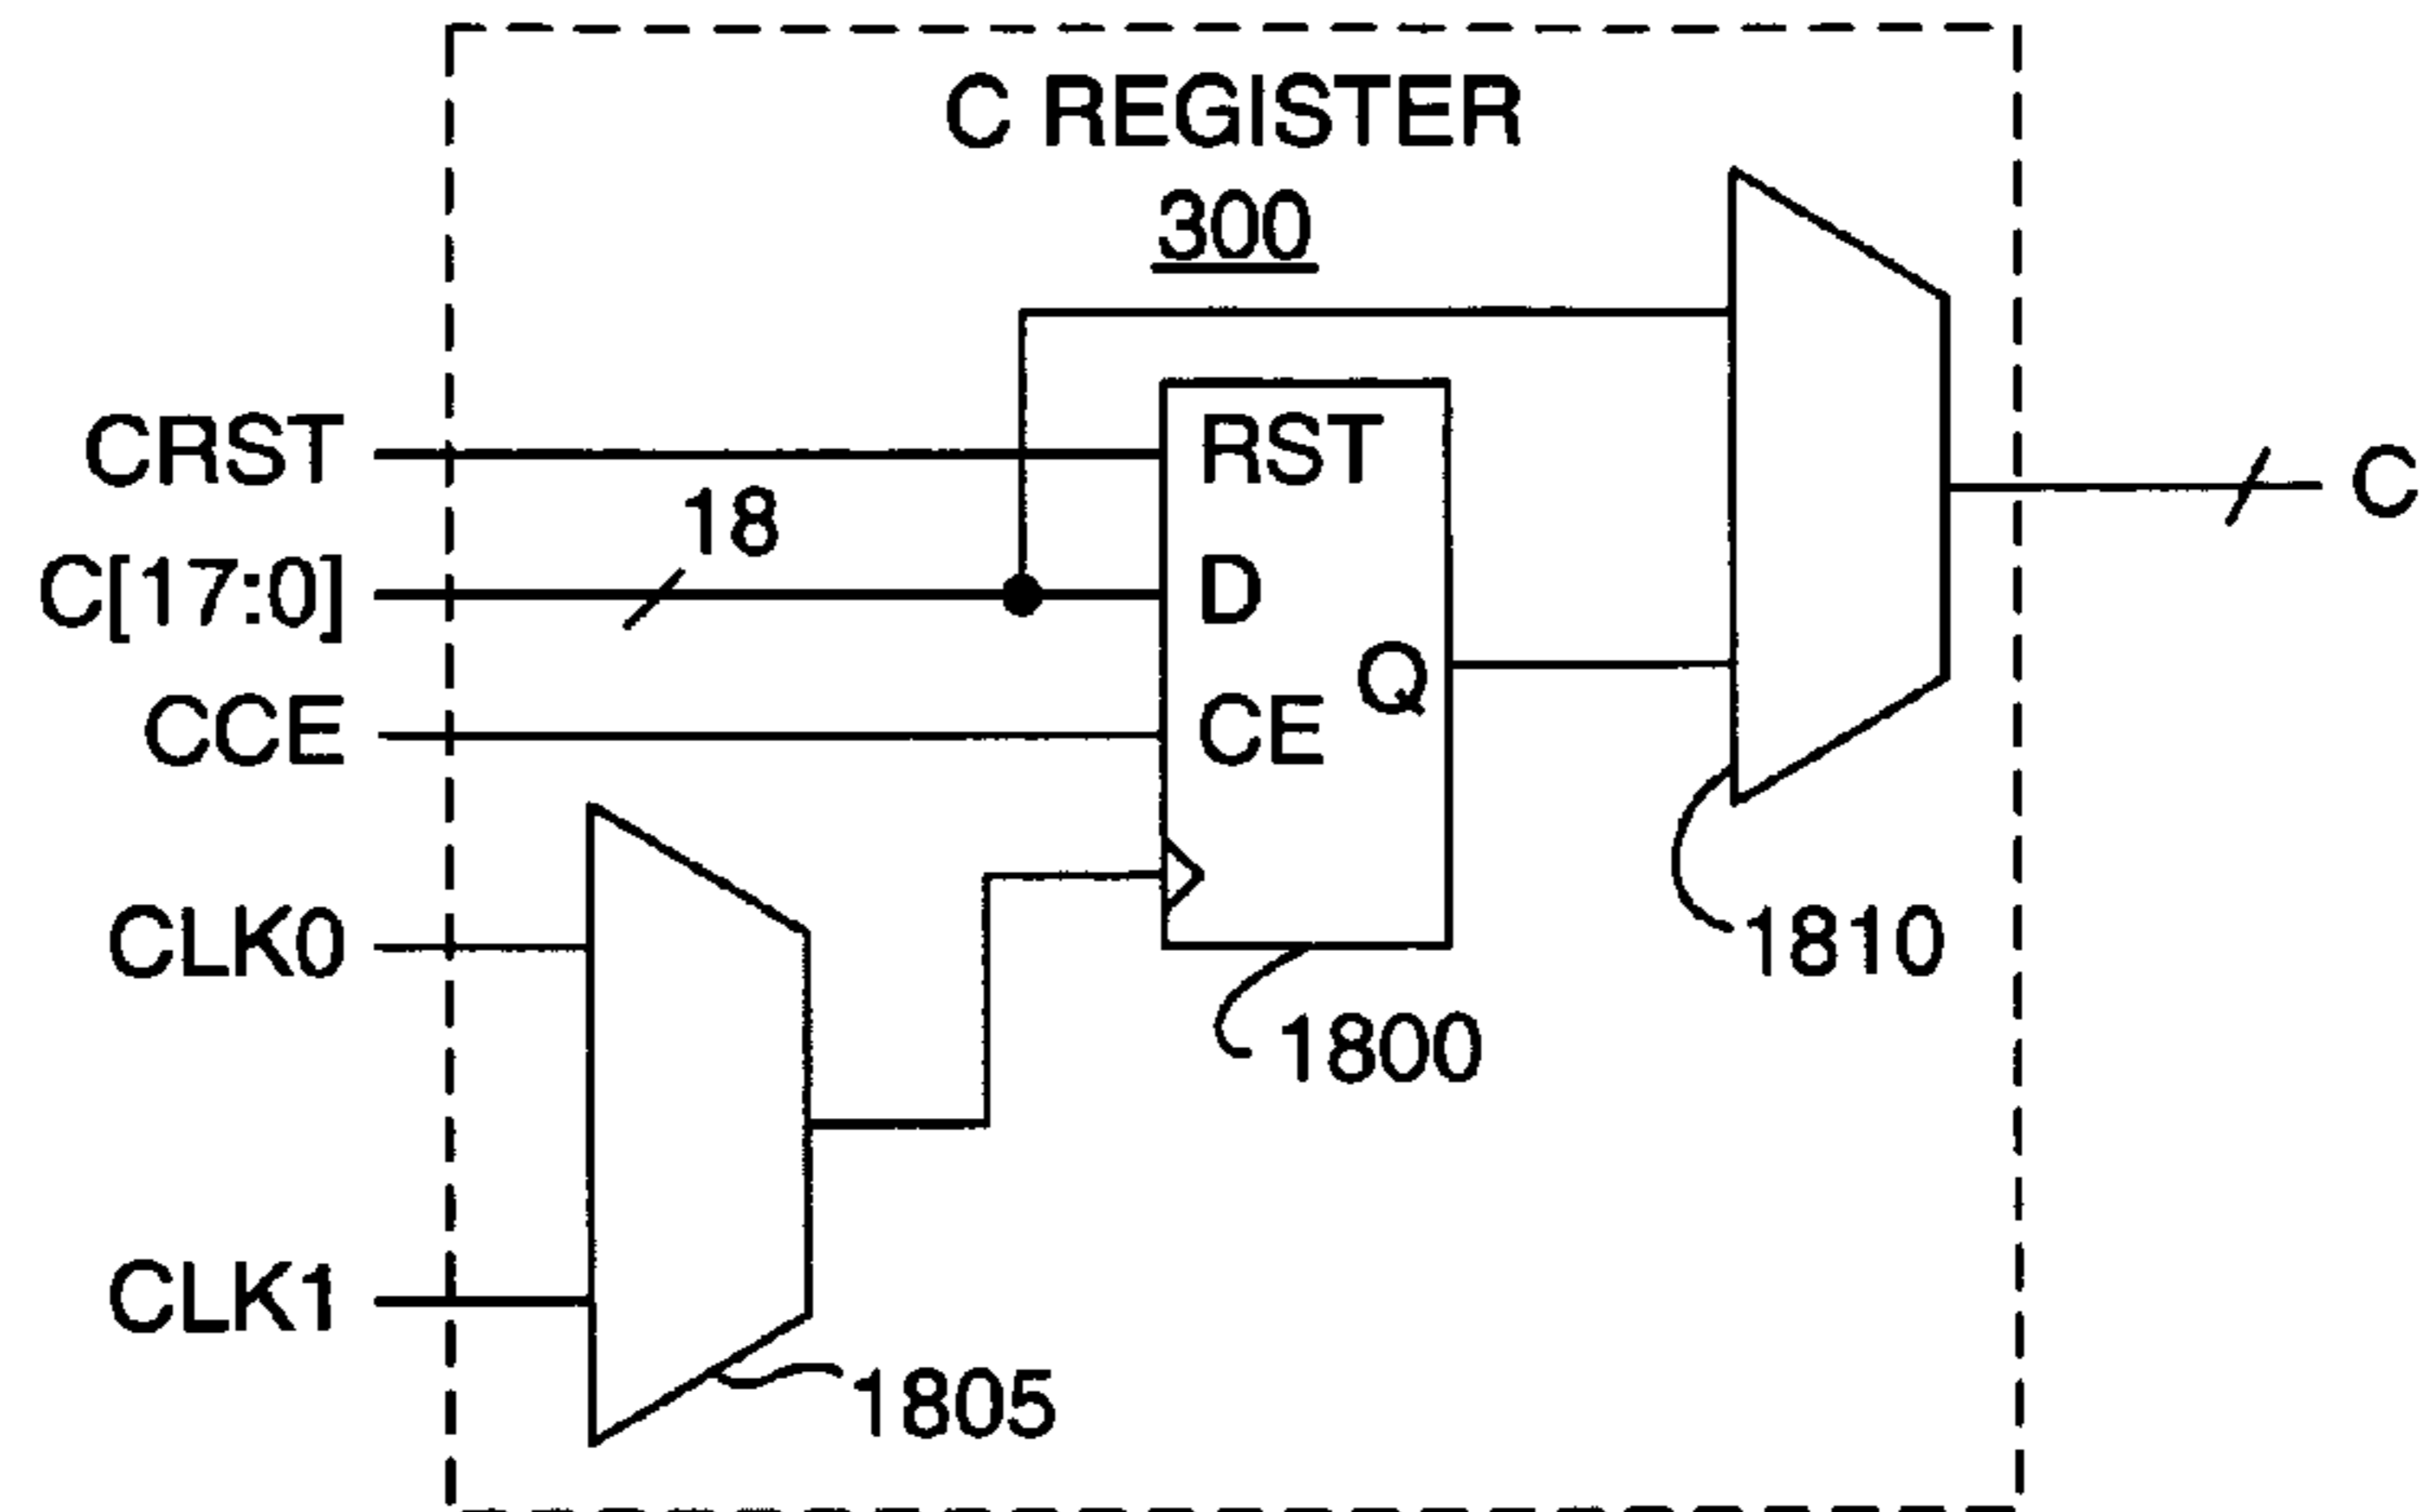 C REGISTER
300
CRST
RST
C
18
C[17:0]
D
Q
CCE
CE
CLK0
1810
1800
CLK1
1805